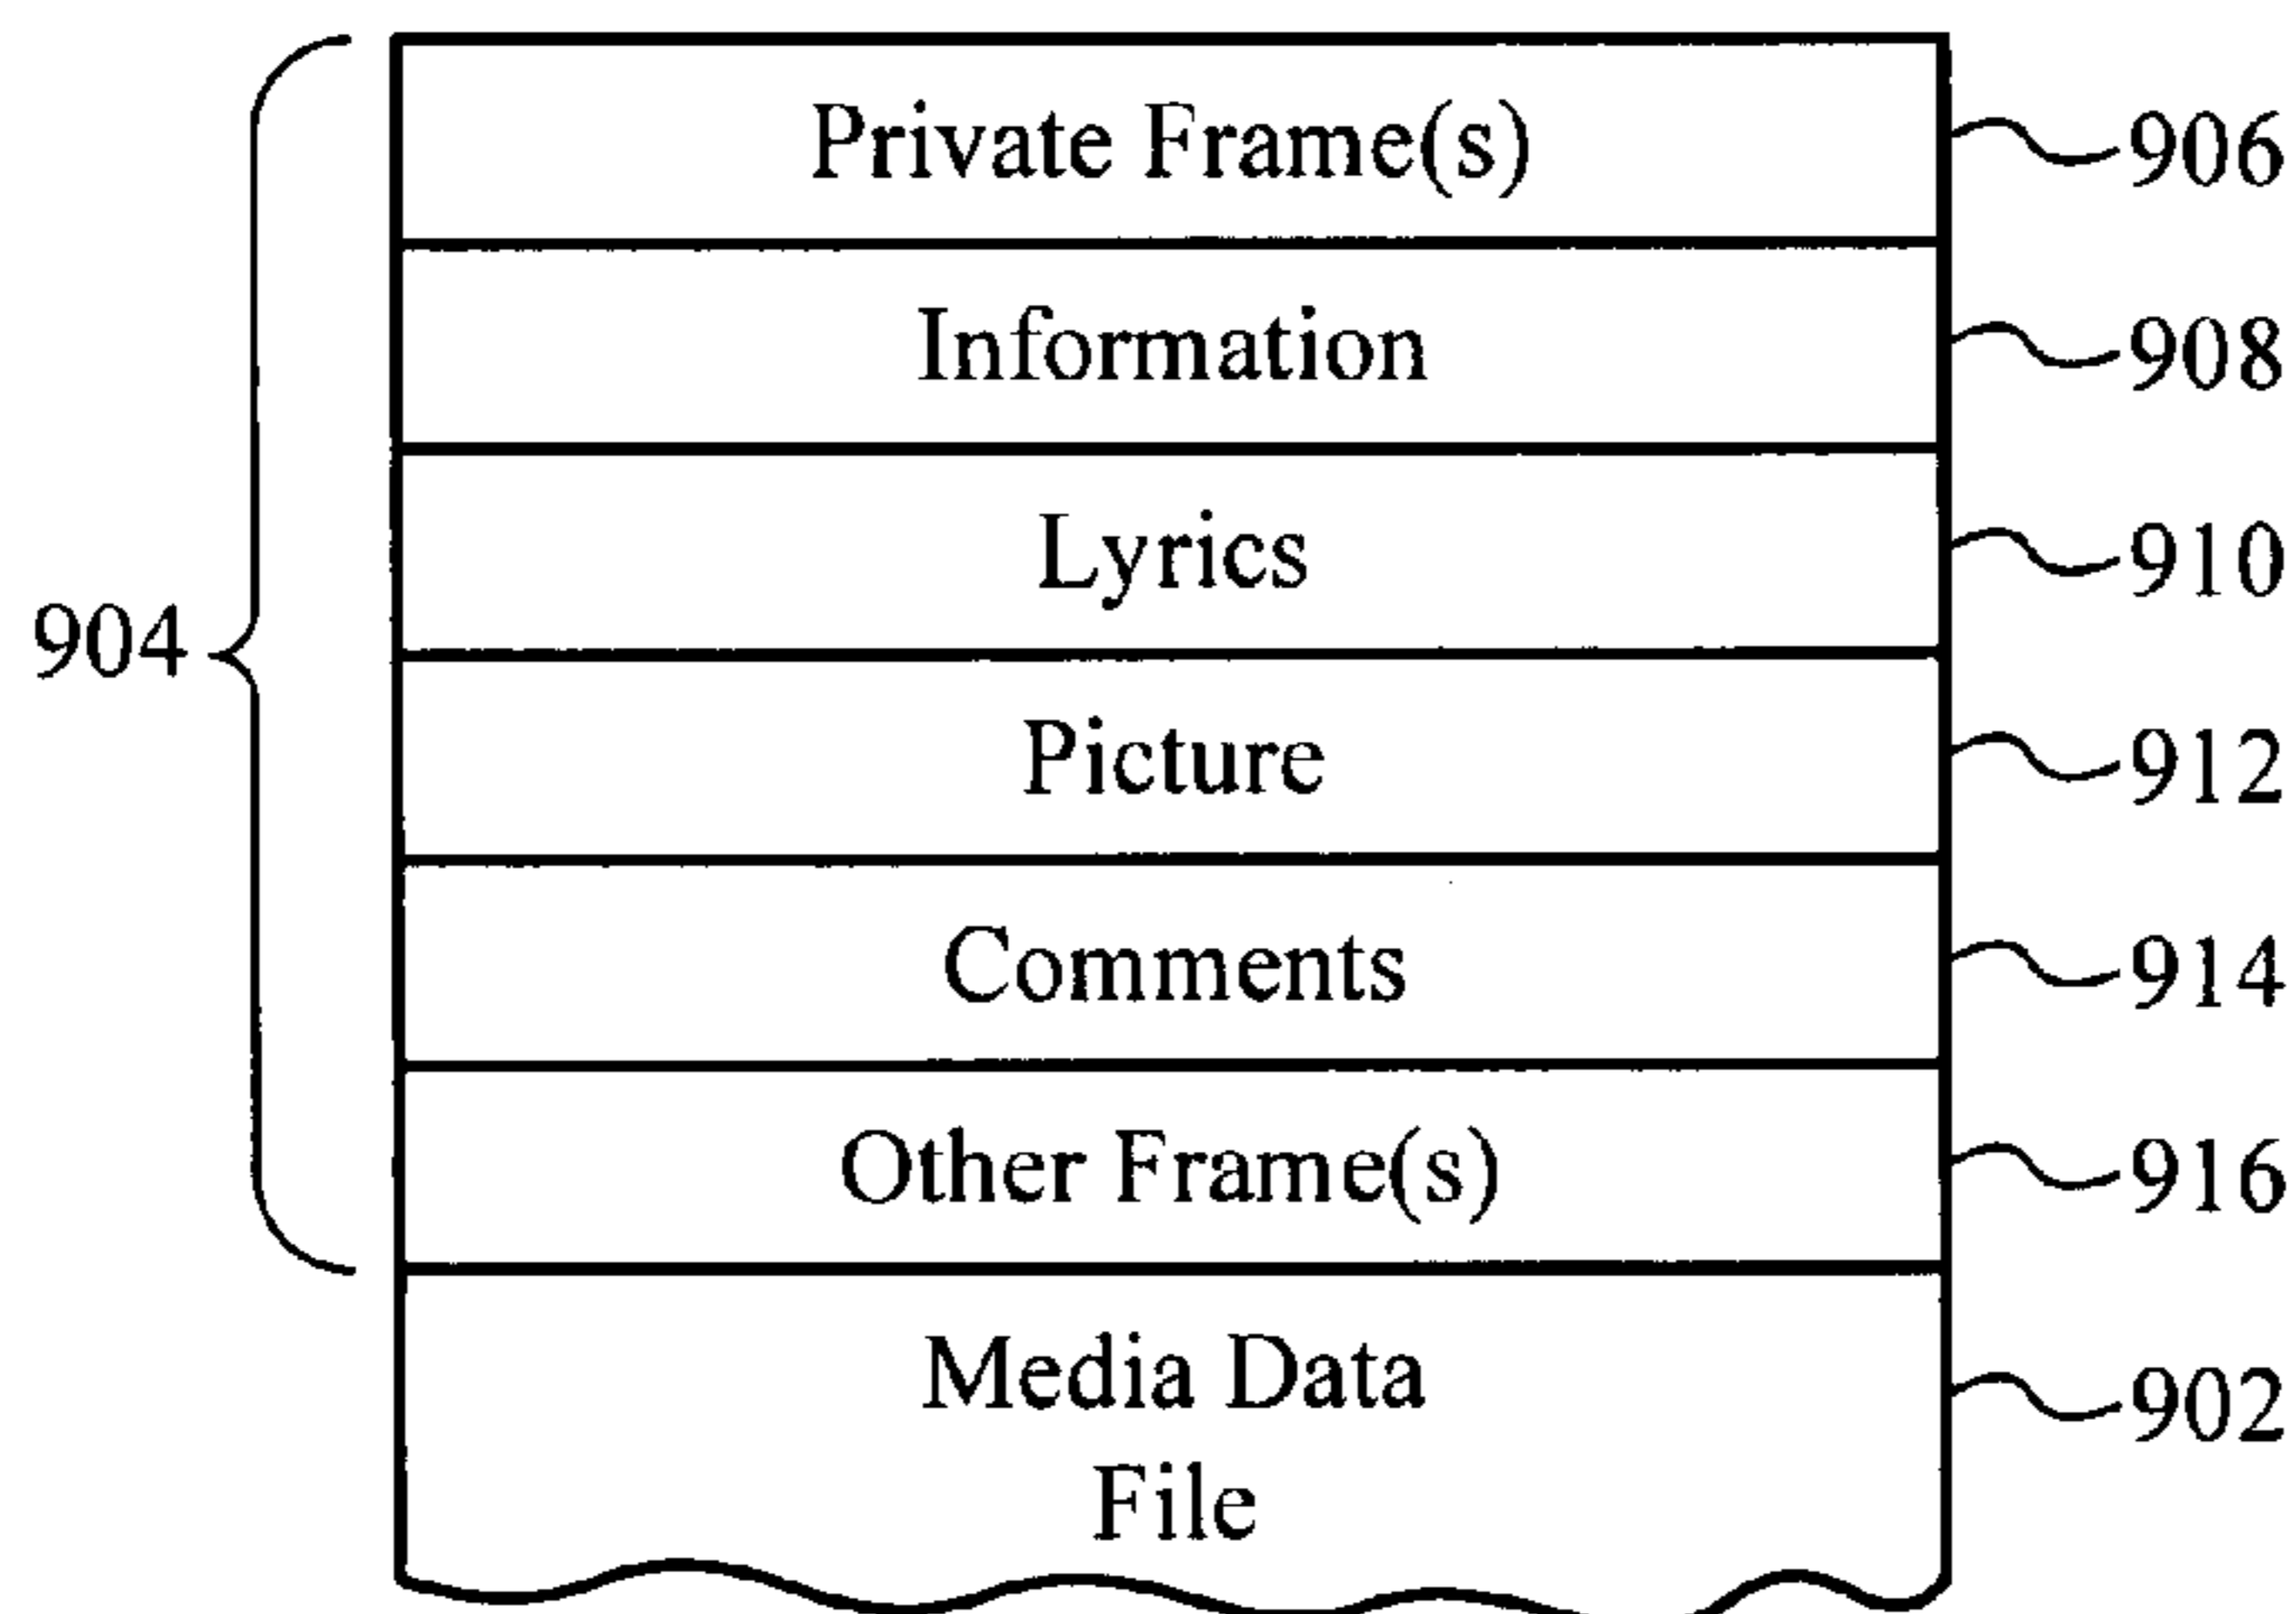 Private Frame(s) 906
Information 908
Lyrics 910
904
Picture 912
Comments 914
Other Frame(s) 916
Media Data 902
File